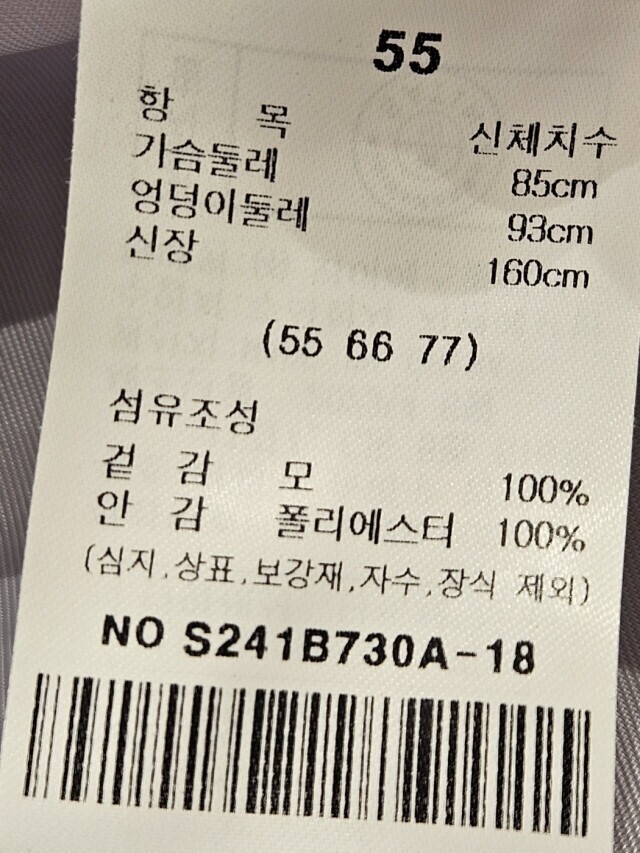 55
항 목 신체치수
가슴둘레 85cm
엉덩이둘레 93cm
신장 160cm
(55 66 77)
섬유조성
겉 감 모 100%
안 감 폴리에스터 100%
(심지,상표,보강재,자수,장식 제외)
NO S241B730A-18